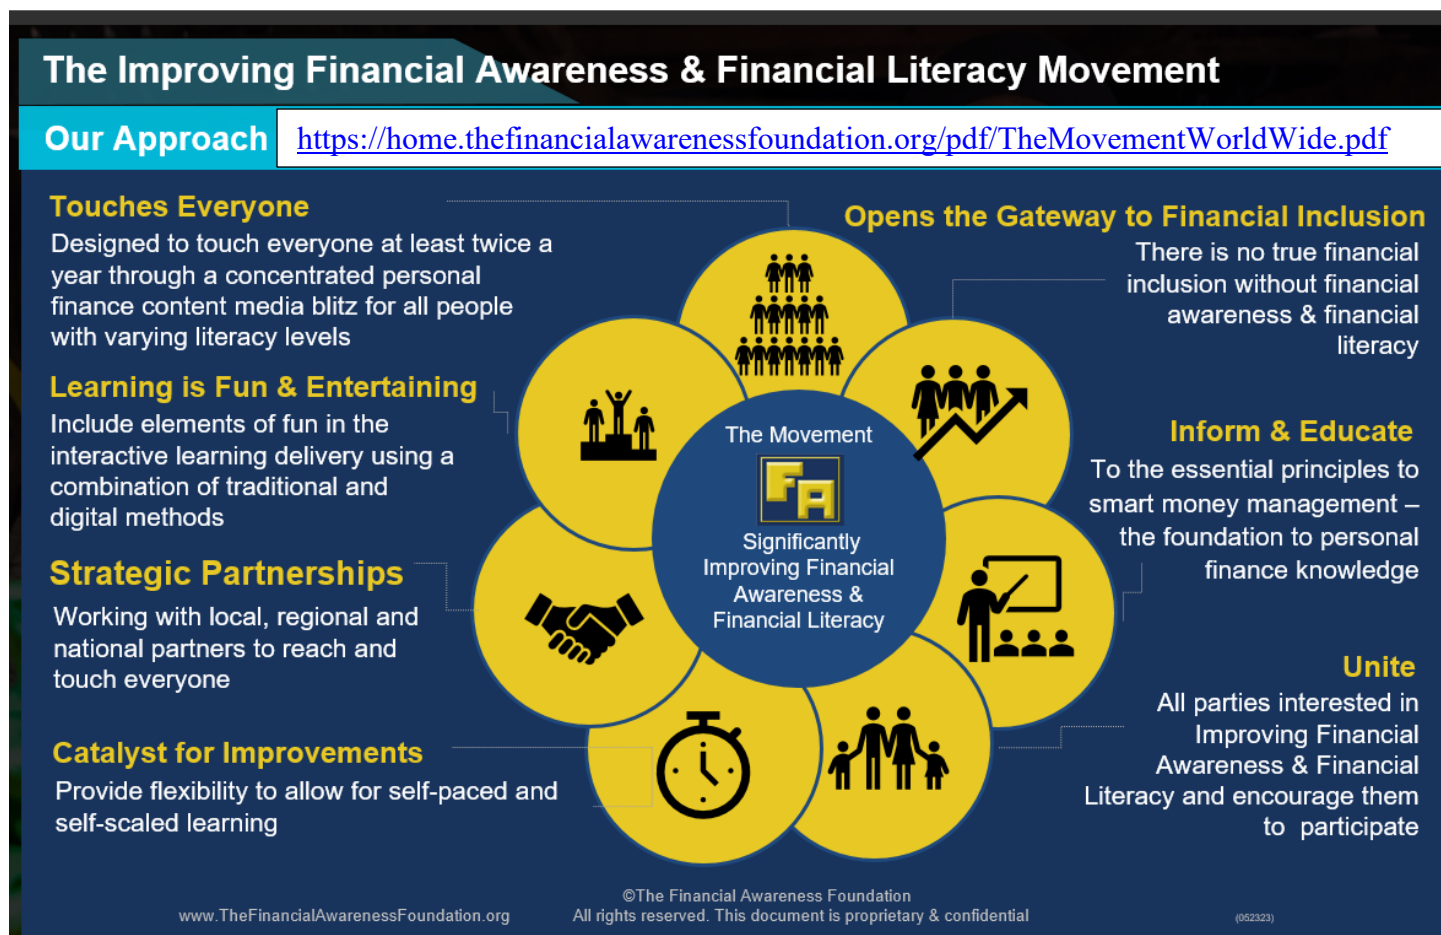 The Improving Financial Awareness & Financial Literacy Movement
Our Approach
https://home.thefinancialawarenessfoundation.org/pdf/TheMovementWorldWide.pdf
Touches Everyone
Designed to touch everyone at least twice a
year through a concentrated personal
finance content media blitz for all people
with varying literacy levels
Learning is Fun & Entertaining
Include elements of fun in the
interactive learning delivery using a
combination of traditional and
digital methods
Strategic Partnerships
Working with local, regional and
national partners to reach and
touch everyone
Catalyst for Improvements
Provide flexibility to allow for self-paced and
self-scaled learning
The Movement
FA
Significantly
Improving Financial
Awareness &
Financial Literacy
Opens the Gateway to Financial Inclusion
There is no true financial
inclusion without financial
awareness & financial
literacy
Inform & Educate
To the essential principles to
smart money management –
the foundation to personal
finance knowledge
Unite
All parties interested in
Improving Financial
Awareness & Financial
Literacy and encourage them
to participate
©The Financial Awareness Foundation
www.TheFinancialAwarenessFoundation.org
All rights reserved. This document is proprietary & confidential
(052323)